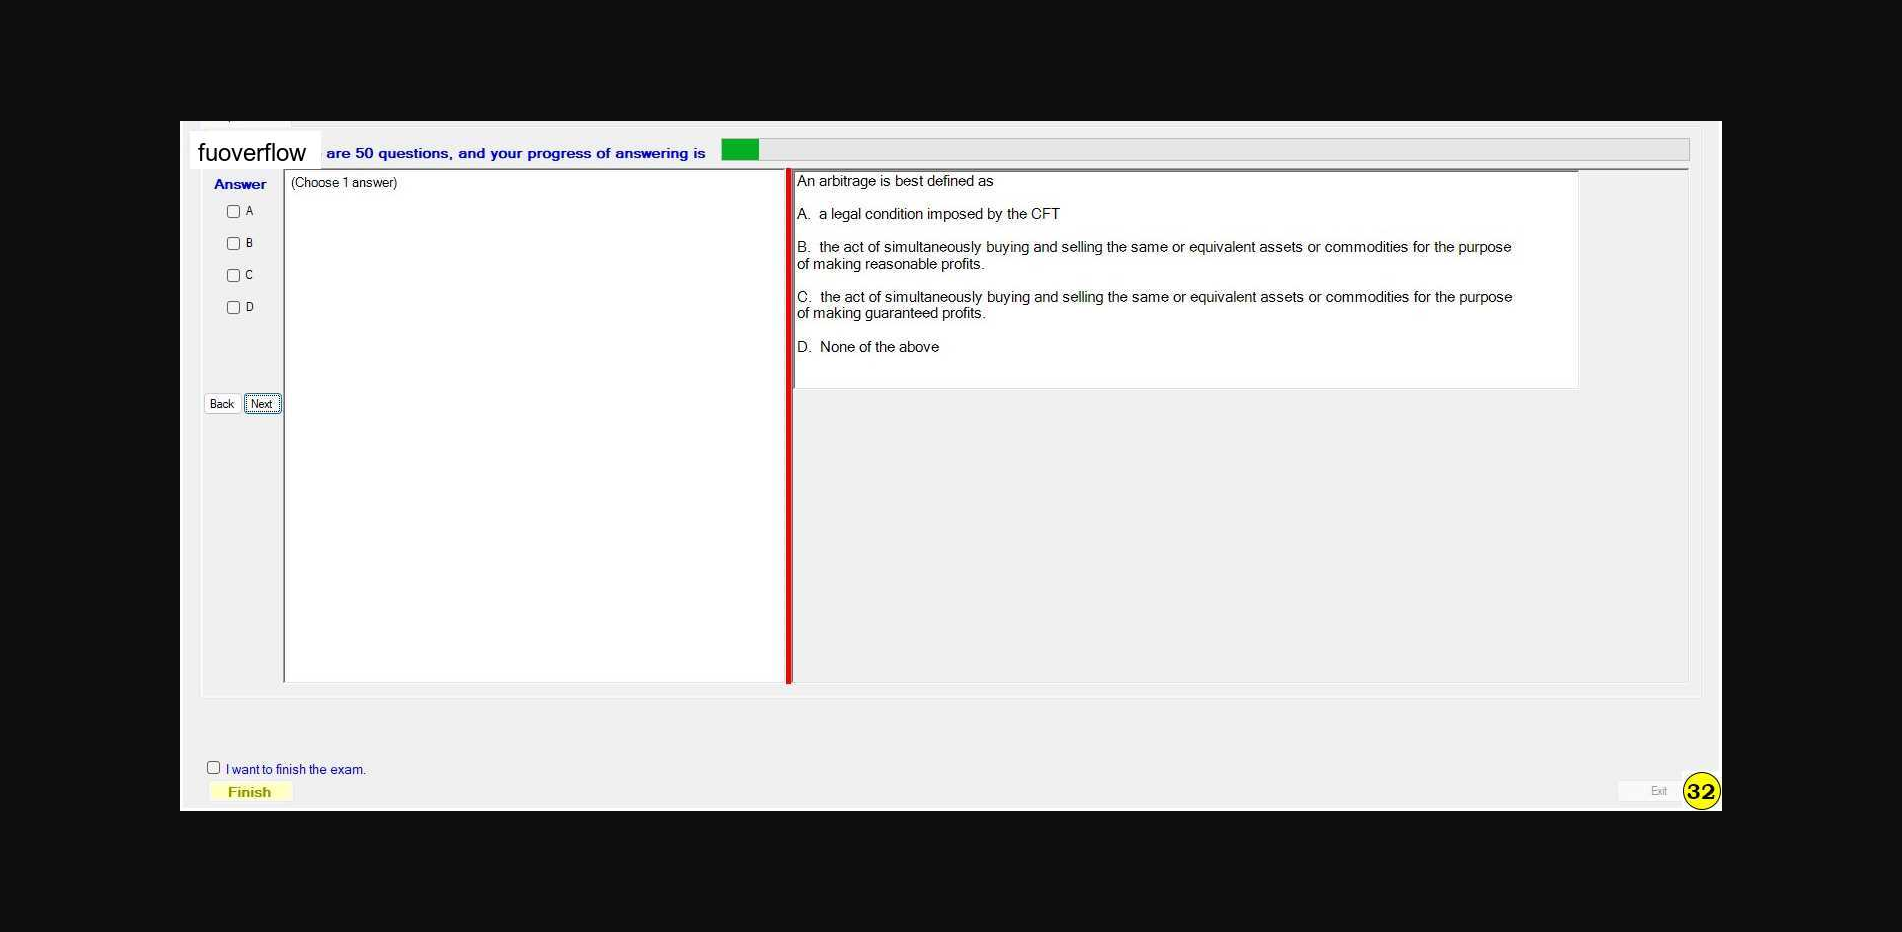 fuoverflow are 50 questions, and your progress of answering is
Answer
A
B
C
D
Back Next
(Choose 1 answer)
An arbitrage is best defined as
A. a legal condition imposed by the CFT
B. the act of simultaneously buying and selling the same or equivalent assets or commodities for the purpose
of making reasonable profits.
C. the act of simultaneously buying and selling the same or equivalent assets or commodities for the purpose
of making guaranteed profits.
D. None of the above
I want to finish the exam.
Finish
Exit
32